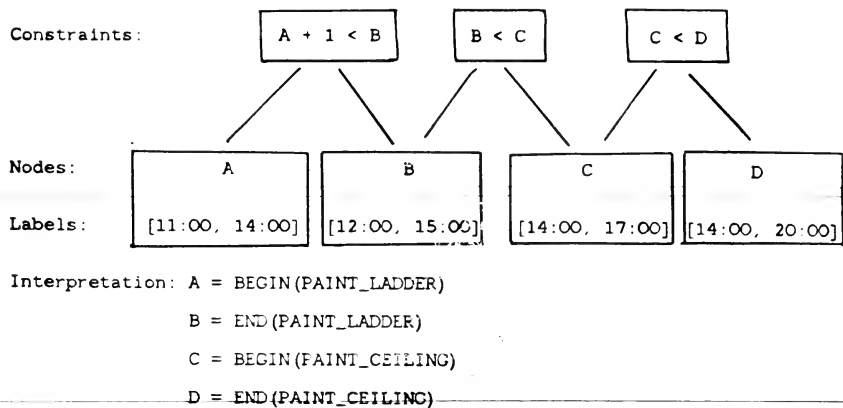 Constraints: A + 1 < B B < C C < D
Nodes: A B C D
Labels: [11:00, 14:00] [12:00, 15:00] [14:00, 17:00] [14:00, 20:00]
Interpretation: A = BEGIN(PAINT_LADDER)
B = END(PAINT_LADDER)
C = BEGIN(PAINT_CEILING)
D = END(PAINT_CEILING)